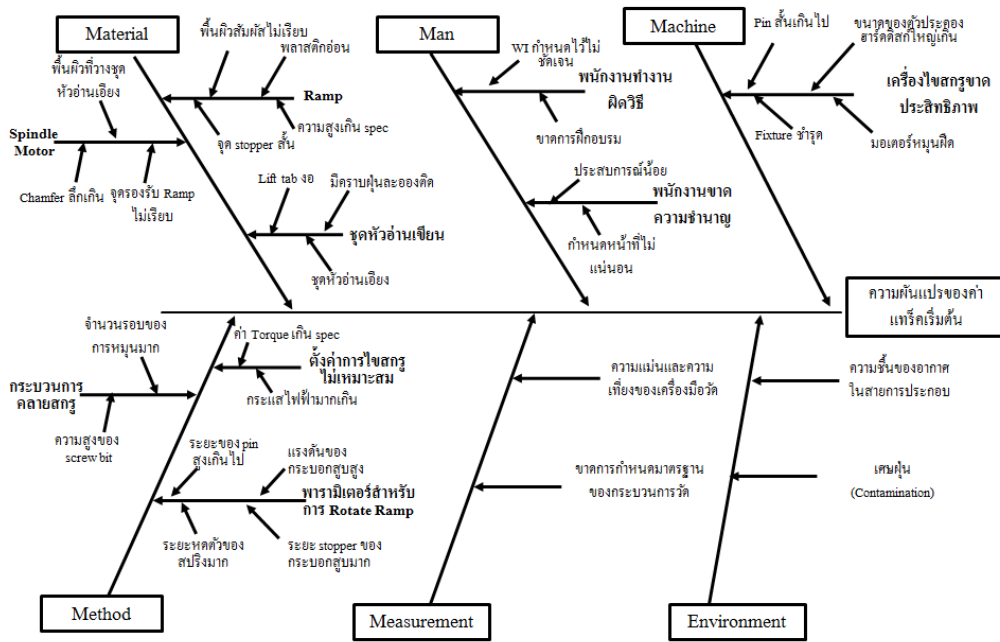 Material
Man
Machine
พื้นผิวสัมผัสไม่เรียบ
พลาสติกอ่อน
Ramp
จุด stopper สั้น
ความสูงเกิน spec
พื้นผิวที่วางชุด
หัวอ่านเอียง
Spindle
Motor
Chamfer ลึกเกิน
จุดรองรับ Ramp
ไม่เรียบ
Lift tab งอ
มีคราบฝุ่นละอองติด
ชุดหัวอ่านเขียน
ชุดหัวอ่านเอียง
WI กำหนดไว้ไม่
ชัดเจน
พนักงานทำงาน
ผิดวิธี
ขาดการฝึกอบรม
ประสบการณ์น้อย
พนักงานขาด
ความชำนาญ
กำหนดหน้าที่ไม่
แน่นอน
Pin สั้นเกินไป
ขนาดของตัวประคอง
ฮาร์ดดิสก์ใหญ่เกิน
เครื่องไขสกรูขาด
ประสิทธิภาพ
Fixture ชำรุด
มอเตอร์หมุนฝืด
ความผันแปรของค่า
แทร็คเริ่มต้น
จำนวนรอบของ
การหมุนมาก
กระบวนการ
คลายสกรู
ความสูงของ
screw bit
ค่า Torque เกิน spec
ตั้งค่าการไขสกรู
ไม่เหมาะสม
กระแสไฟฟ้ามากเกิน
ระยะของ pin
สูงเกินไป
แรงดันของ
กระบอกสูบสูง
พารามิเตอร์สำหรับ
การ Rotate Ramp
ระยะหดตัวของ
สปริงมาก
ระยะ stopper ของ
กระบอกสูบมาก
ความแม่นและความ
เที่ยงของเครื่องมือวัด
ขาดการกำหนดมาตรฐาน
ของกระบวนการวัด
ความชื้นของอากาศ
ในสายการประกอบ
เศษฝุ่น
(Contamination)
Method
Measurement
Environment